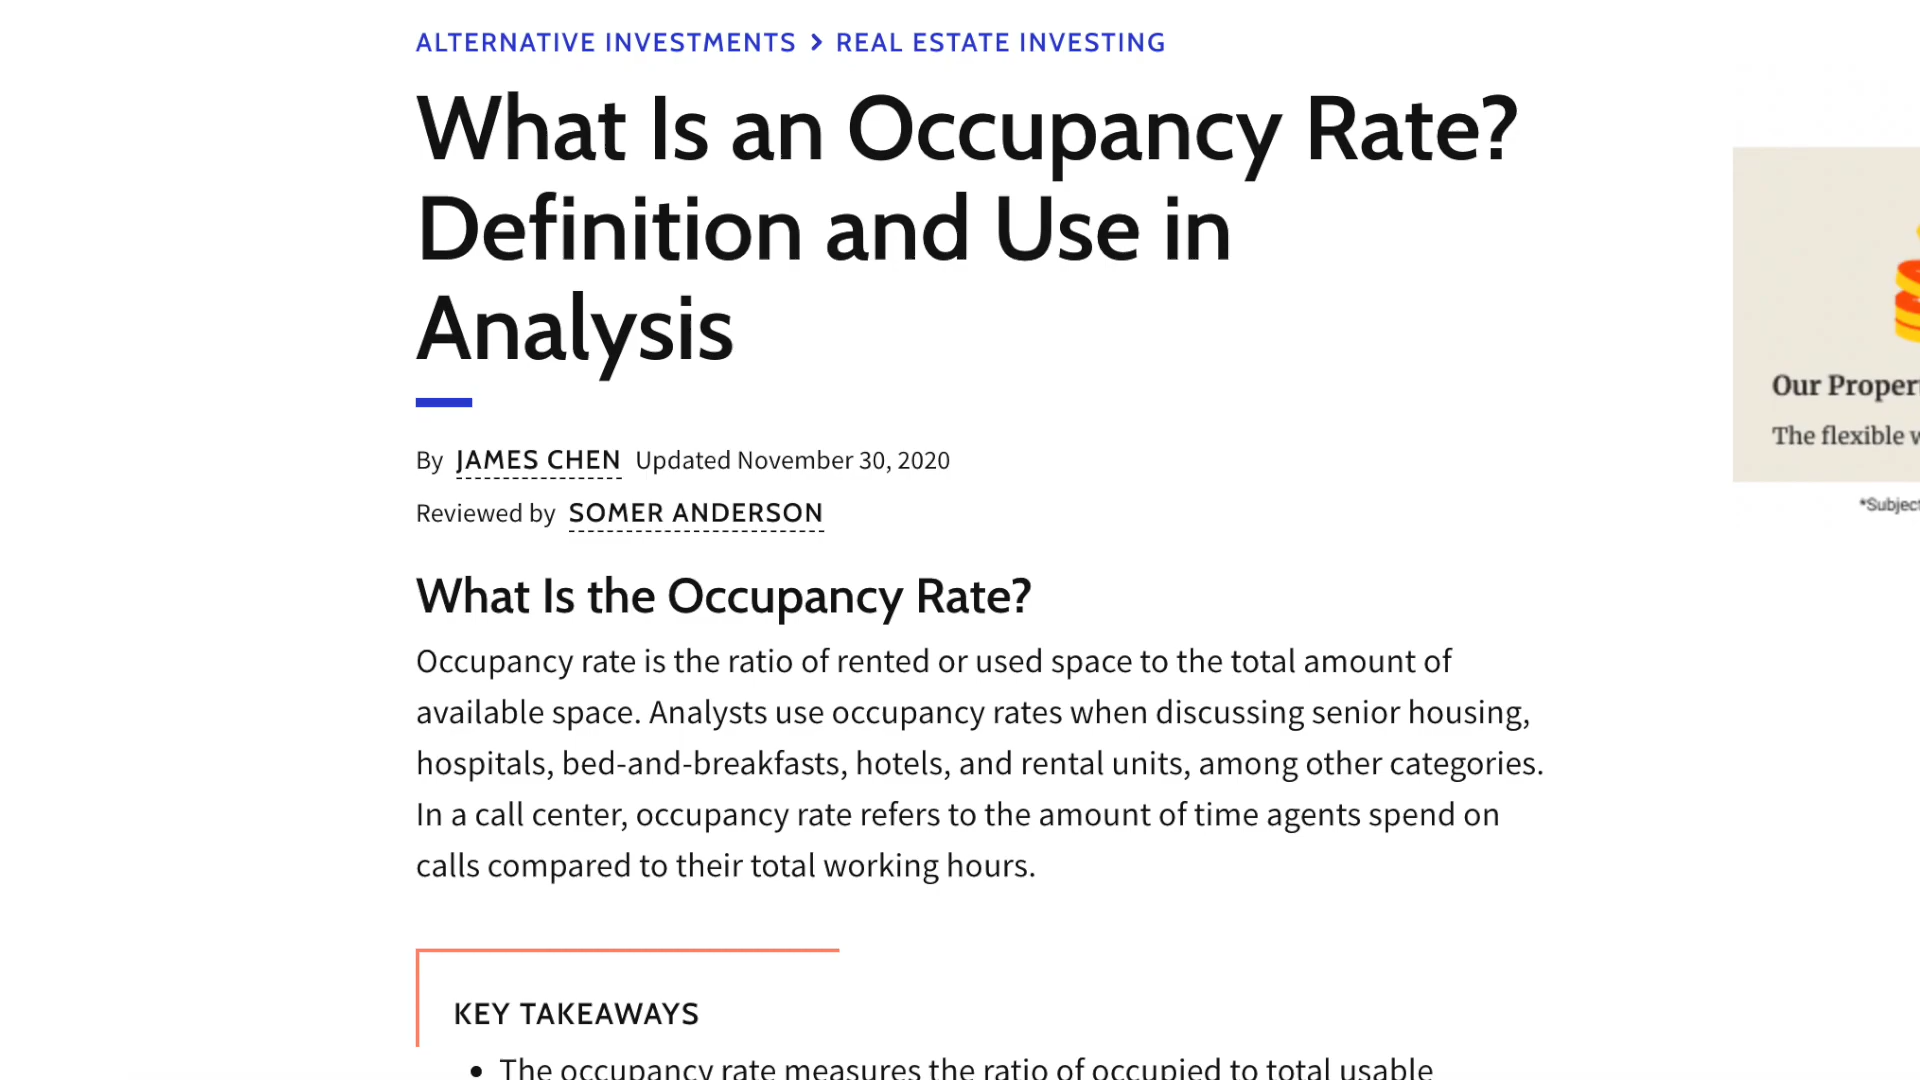 ALTERNATIVE INVESTMENTS > REAL ESTATE INVESTING
What Is an Occupancy Rate?
Definition and Use in
Analysis
By JAMES CHEN Updated November 30, 2020
Reviewed by SOMER ANDERSON
What Is the Occupancy Rate?
Occupancy rate is the ratio of rented or used space to the total amount of
available space. Analysts use occupancy rates when discussing senior housing,
hospitals, bed-and-breakfasts, hotels, and rental units, among other categories.
In a call center, occupancy rate refers to the amount of time agents spend on
calls compared to their total working hours.
KEY TAKEAWAYS
• The occupancy rate measures the ratio of occupied to total usable
Our Proper
The flexible
*Subject